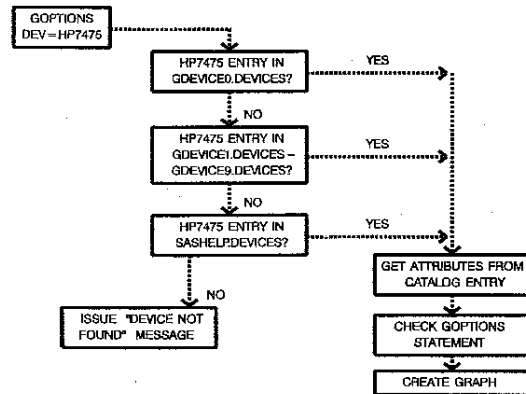 GOPTIONS
DEV=HP7475
HP7475 ENTRY IN
GDEVICE0.DEVICES?
YES
NO
HP7475 ENTRY IN
GDEVICE1.DEVICES –
GDEVICE9.DEVICES?
YES
NO
HP7475 ENTRY IN
SASHELP.DEVICES?
YES
NO
GET ATTRIBUTES FROM
CATALOG ENTRY
ISSUE "DEVICE NOT
FOUND" MESSAGE
CHECK GOPTIONS
STATEMENT
CREATE GRAPH